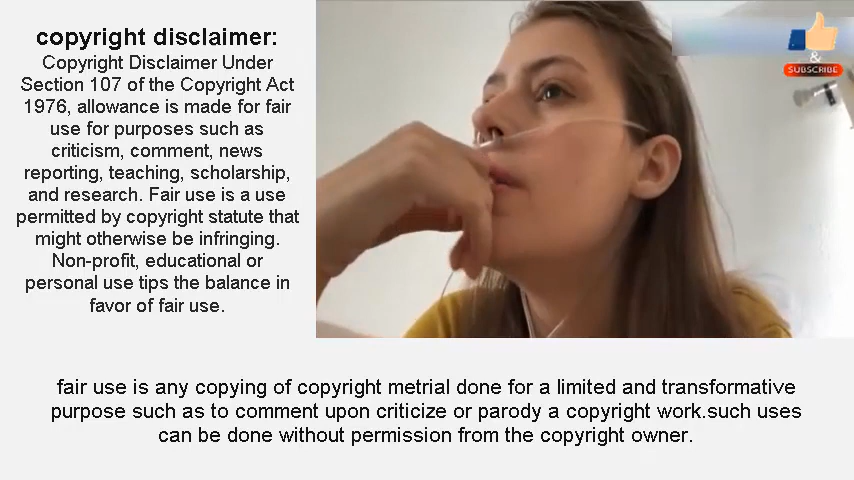 copyright disclaimer:
Copyright Disclaimer Under
Section 107 of the Copyright Act
1976, allowance is made for fair
use for purposes such as
criticism, comment, news
reporting, teaching, scholarship,
and research. Fair use is a use
permitted by copyright statute that
might otherwise be infringing.
Non-profit, educational or
personal use tips the balance in
favor of fair use.
&
SUBSCRIBE
fair use is any copying of copyright metrial done for a limited and transformative
purpose such as to comment upon criticize or parody a copyright work.such uses
can be done without permission from the copyright owner.